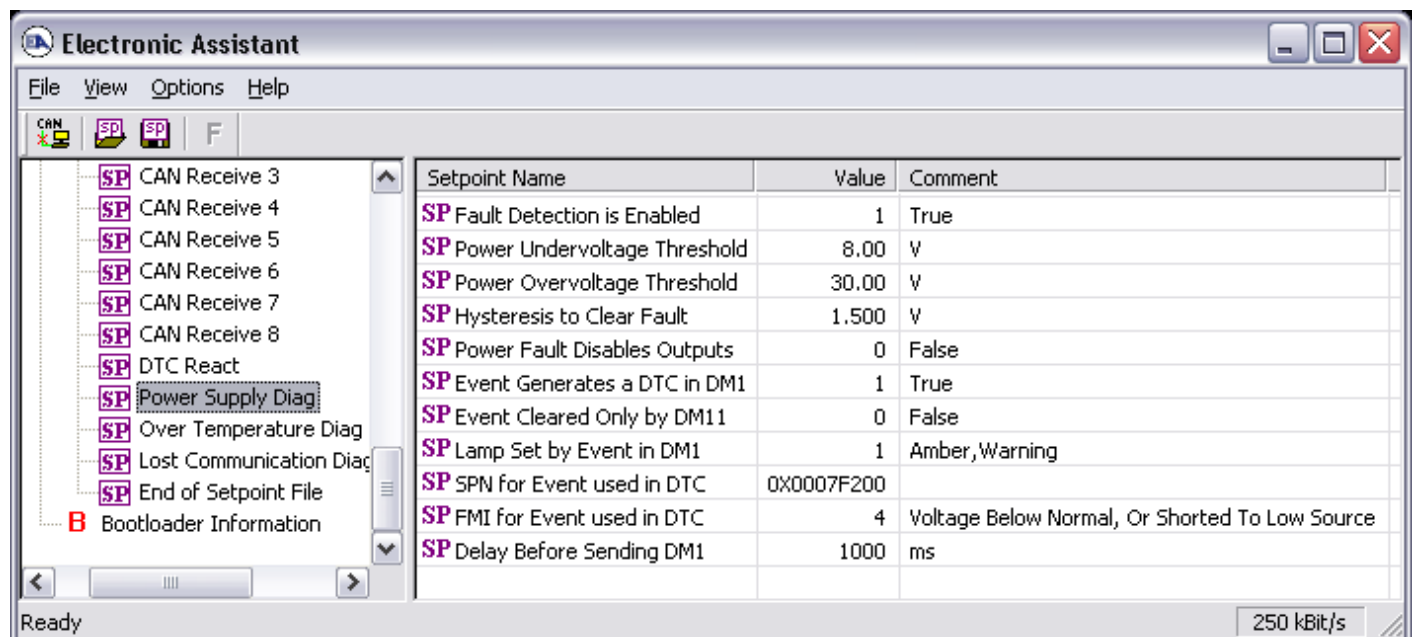 EA Electronic Assistant
File View Options Help
CAN SP SP F
SP CAN Receive 3
SP CAN Receive 4
SP CAN Receive 5
SP CAN Receive 6
SP CAN Receive 7
SP CAN Receive 8
SP DTC React
SP Power Supply Diag
SP Over Temperature Diag
SP Lost Communication Diag
SP End of Setpoint File
B Bootloader Information
Setpoint Name Value Comment
SP Fault Detection is Enabled 1 True
SP Power Undervoltage Threshold 8.00 V
SP Power Overvoltage Threshold 30.00 V
SP Hysteresis to Clear Fault 1.500 V
SP Power Fault Disables Outputs 0 False
SP Event Generates a DTC in DM1 1 True
SP Event Cleared Only by DM11 0 False
SP Lamp Set by Event in DM1 1 Amber,Warning
SP SPN for Event used in DTC 0X0007F200
SP FMI for Event used in DTC 4 Voltage Below Normal, Or Shorted To Low Source
SP Delay Before Sending DM1 1000 ms
Ready 250 kBit/s